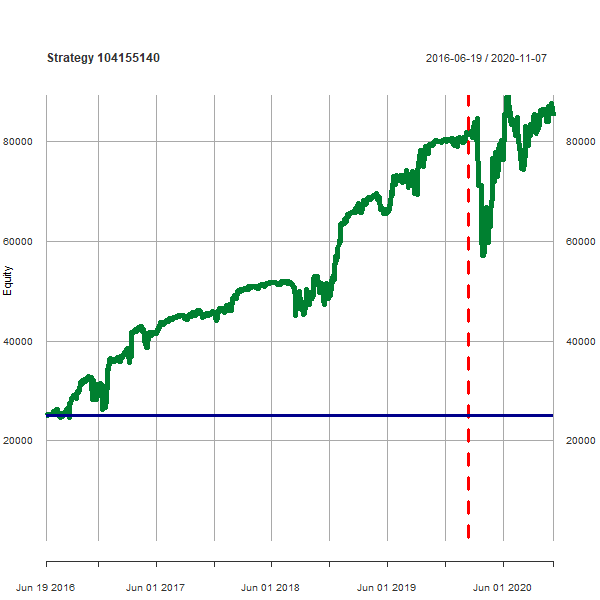 Strategy 104155140
2016-06-19 / 2020-11-07
80000
80000
60000
60000
Equity
40000
40000
20000
20000
Jun 19 2016
Jun 01 2017
Jun 01 2018
Jun 01 2019
Jun 01 2020